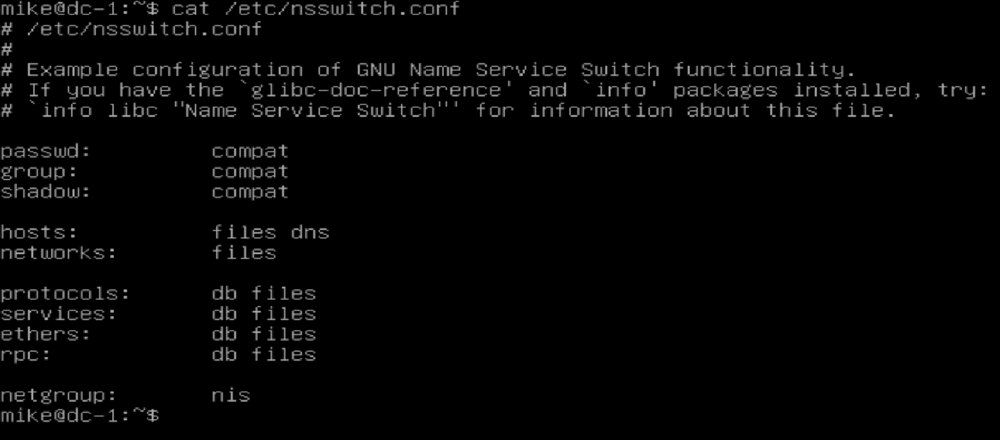 mike@dc-1:~$ cat /etc/nsswitch.conf
# /etc/nsswitch.conf
#
# Example configuration of GNU Name Service Switch functionality.
# If you have the `glibc-doc-reference' and `info' packages installed, try:
# `info libc "Name Service Switch"' for information about this file.

passwd:         compat
group:          compat
shadow:         compat

hosts:          files dns
networks:       files

protocols:      db files
services:       db files
ethers:         db files
rpc:            db files

netgroup:       nis
mike@dc-1:~$